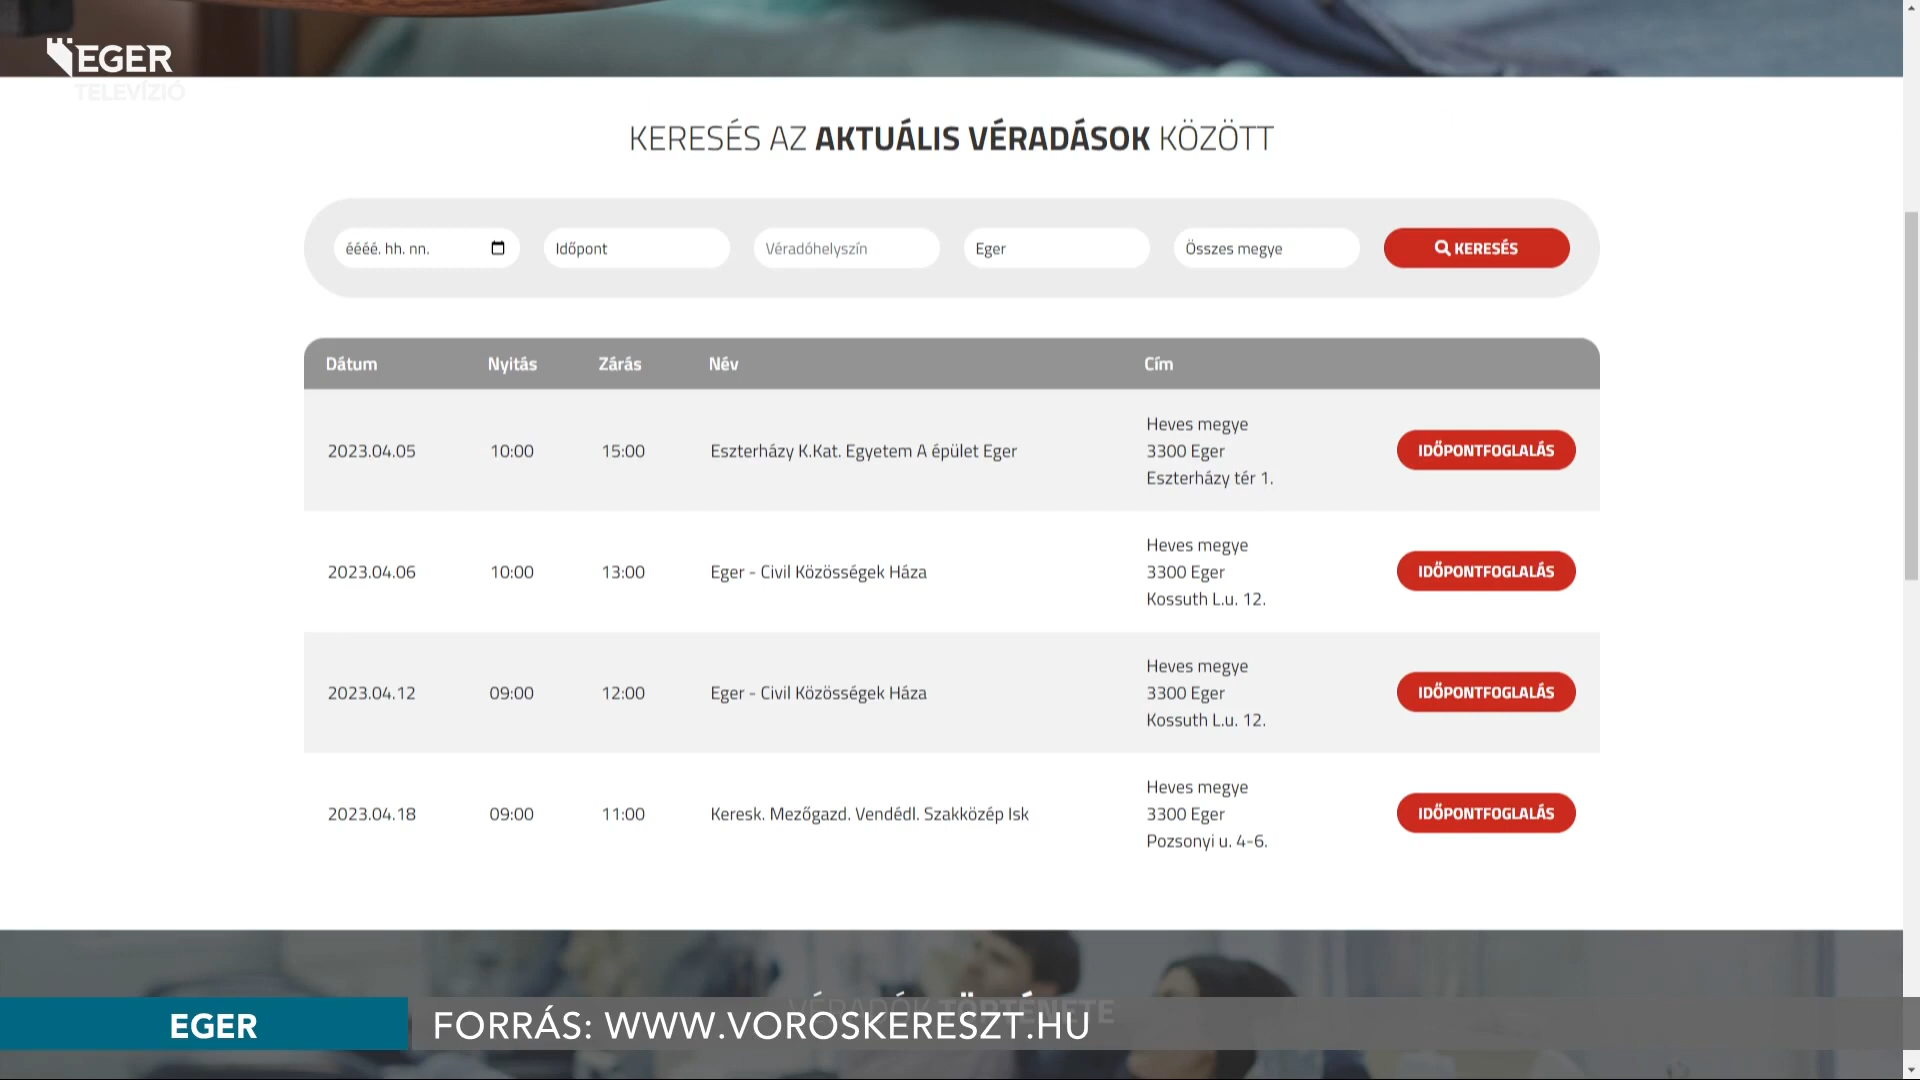 EGER
TELEVÍZIÓ
KERESÉS AZ AKTUÁLIS VÉRADÁSOK KÖZÖTT
éééé. hh. nn.
Időpont
Véradóhelyszín
Eger
Összes megye
KERESÉS
Dátum Nyitás Zárás Név Cím
Heves megye
2023.04.05 10:00 15:00 Eszterházy K.Kat. Egyetem A épület Eger 3300 Eger IDŐPONTFOGLALÁS
Eszterházy tér 1.
Heves megye
2023.04.06 10:00 13:00 Eger - Civil Közösségek Háza 3300 Eger IDŐPONTFOGLALÁS
Kossuth L.u. 12.
Heves megye
2023.04.12 09:00 12:00 Eger - Civil Közösségek Háza 3300 Eger IDŐPONTFOGLALÁS
Kossuth L.u. 12.
Heves megye
2023.04.18 09:00 11:00 Keresk. Mezőgazd. Vendédl. Szakközép Isk 3300 Eger IDŐPONTFOGLALÁS
Pozsonyi u. 4-6.
VÉRADÓK TÖRTÉNETE
EGER
FORRÁS: WWW.VOROSKERESZT.HU